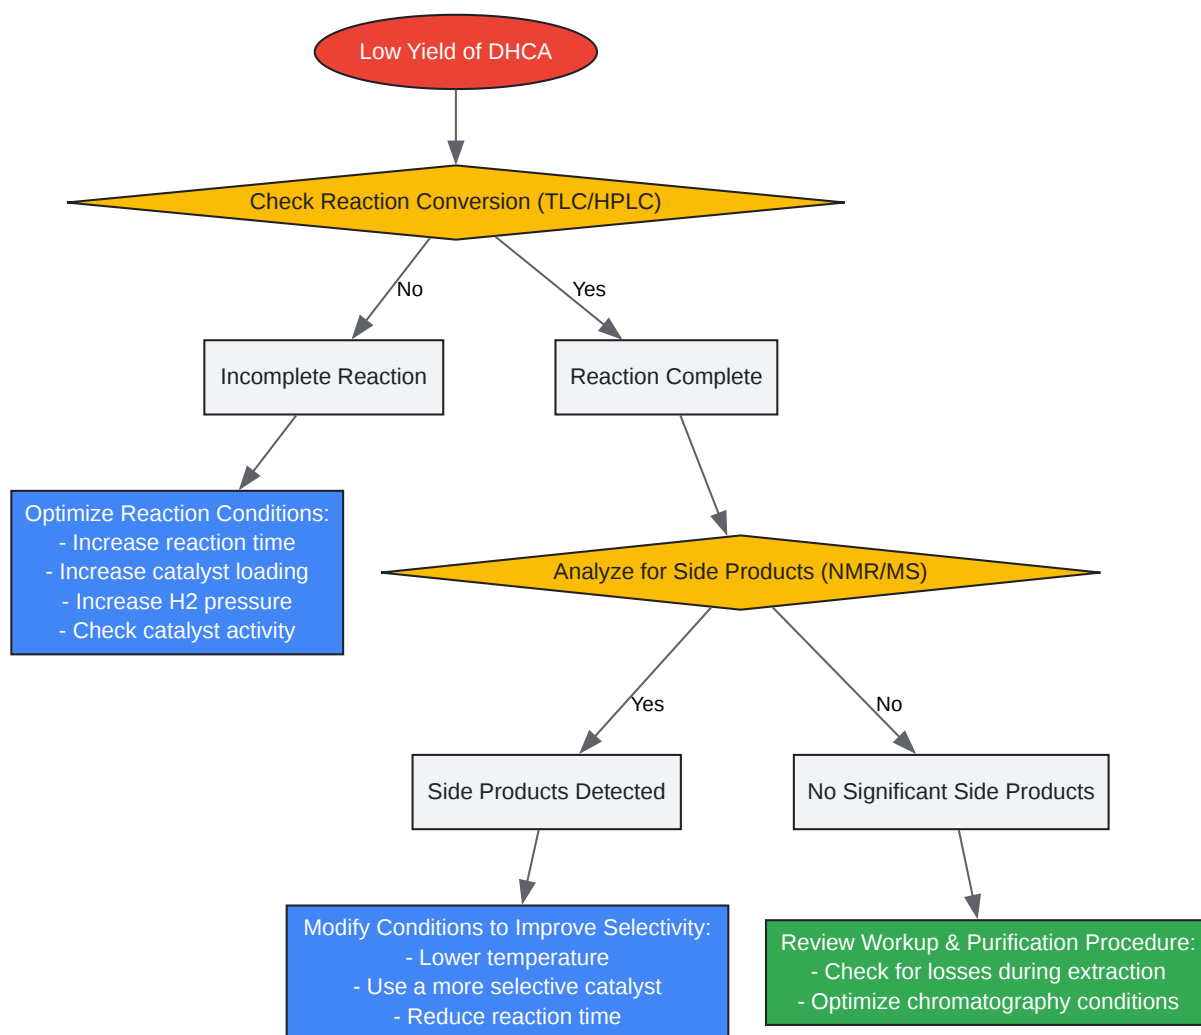 Low Yield of DHCA
Check Reaction Conversion (TLC/HPLC)
No
Yes
Incomplete Reaction
Reaction Complete
Optimize Reaction Conditions:
- Increase reaction time
- Increase catalyst loading
- Increase H2 pressure
- Check catalyst activity
Analyze for Side Products (NMR/MS)
Yes
No
Side Products Detected
No Significant Side Products
Modify Conditions to Improve Selectivity:
- Lower temperature
- Use a more selective catalyst
- Reduce reaction time
Review Workup & Purification Procedure:
- Check for losses during extraction
- Optimize chromatography conditions